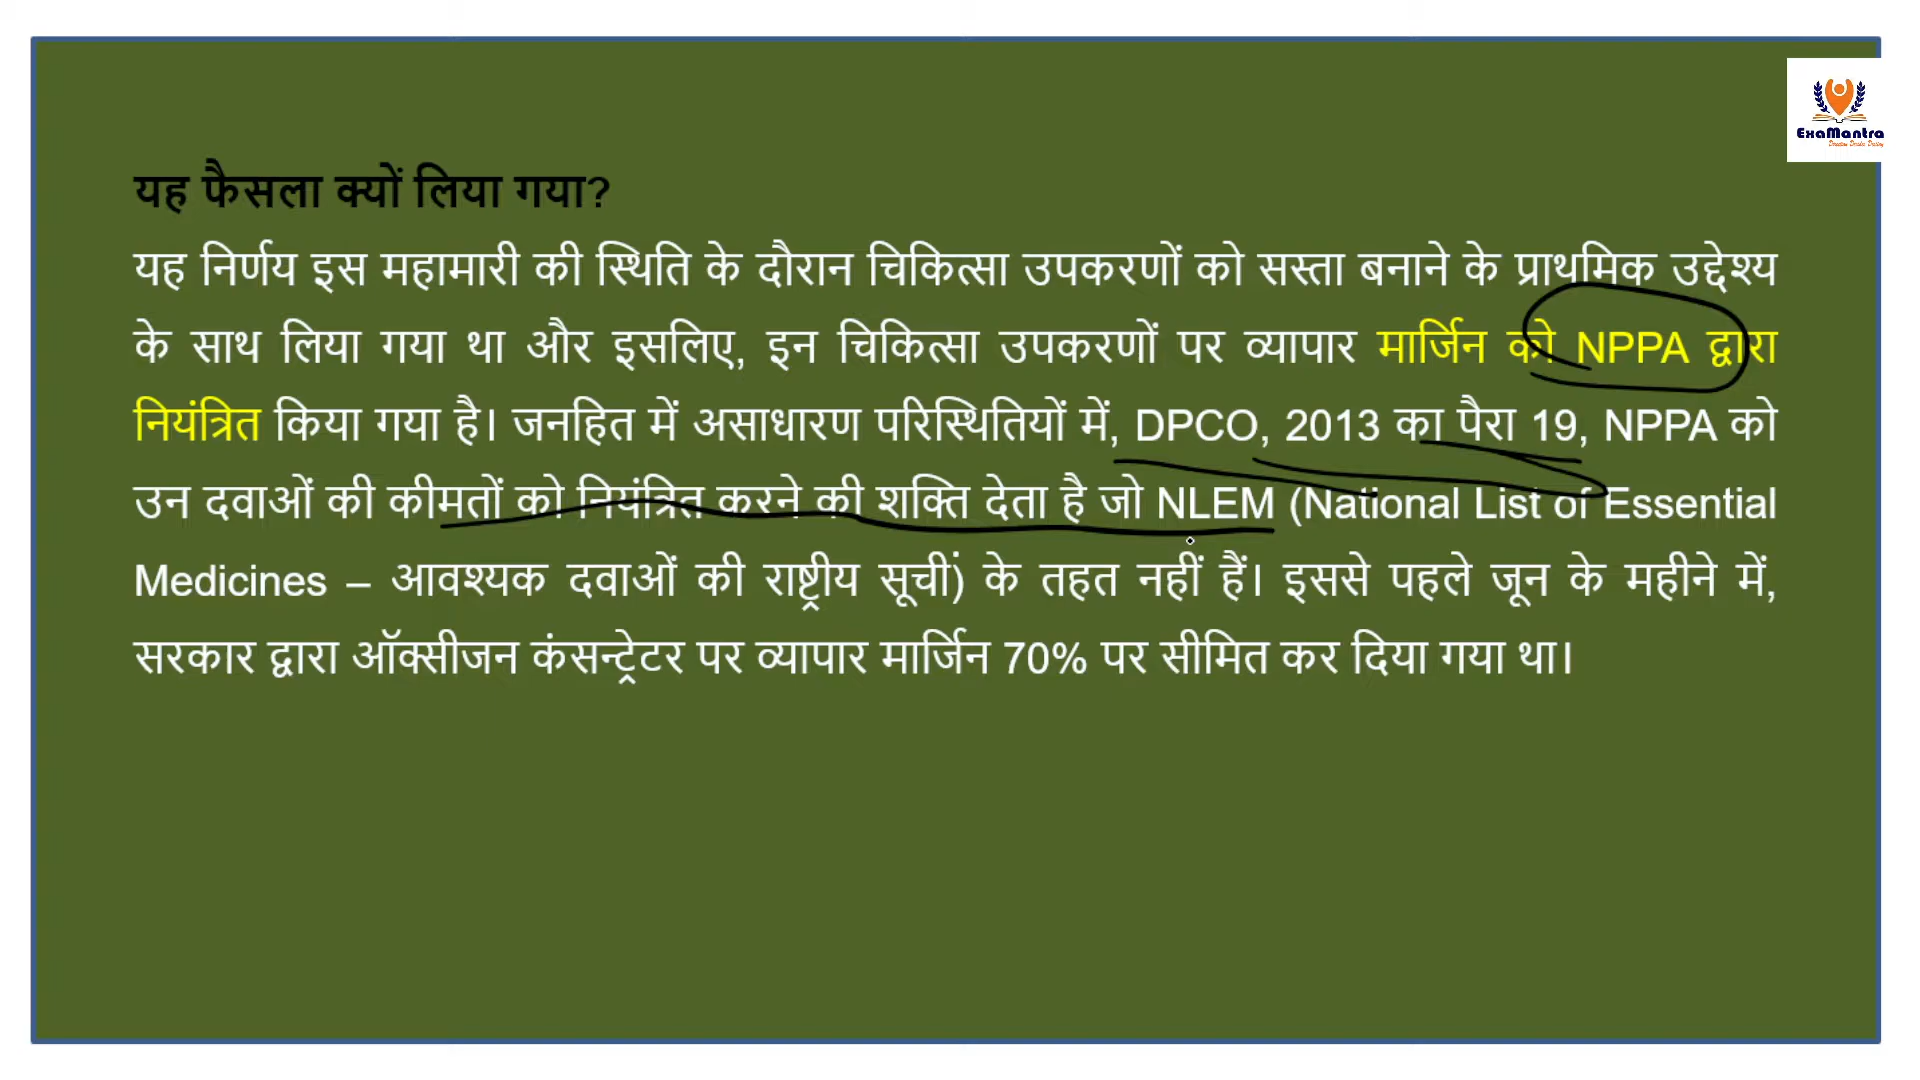 ExaMantra
यह फैसला क्यों लिया गया?
यह निर्णय इस महामारी की स्थिति के दौरान चिकित्सा उपकरणों को सस्ता बनाने के प्राथमिक उद्देश्य
के साथ लिया गया था और इसलिए, इन चिकित्सा उपकरणों पर व्यापार मार्जिन को NPPA द्वारा
नियंत्रित किया गया है। जनहित में असाधारण परिस्थितियों में, DPCO, 2013 का पैरा 19, NPPA को
उन दवाओं की कीमतों को नियंत्रित करने की शक्ति देता है जो NLEM (National List of Essential
Medicines – आवश्यक दवाओं की राष्ट्रीय सूची) के तहत नहीं हैं। इससे पहले जून के महीने में,
सरकार द्वारा ऑक्सीजन कंसन्ट्रेटर पर व्यापार मार्जिन 70% पर सीमित कर दिया गया था।